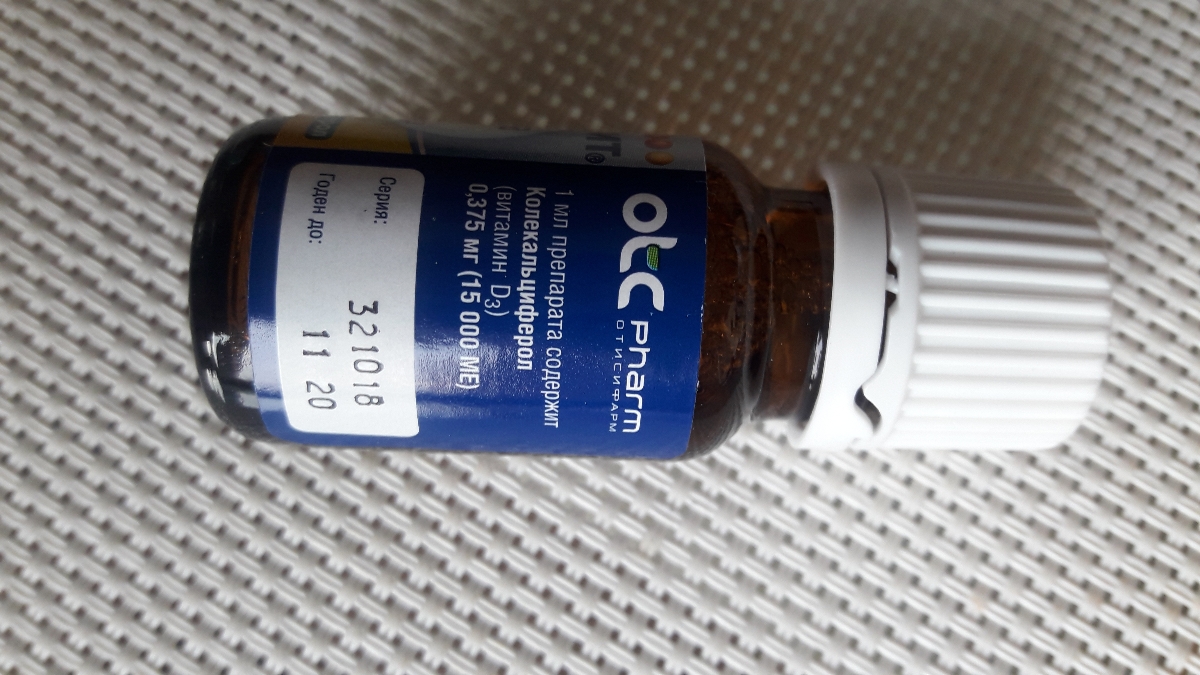 otc Pharm
ОТИСИФАРМ
1 мл препарата содержит
Колекальциферол
(витамин D3)
0,375 мг (15 000 МЕ)
Серия: 321018
Годен до: 11 20